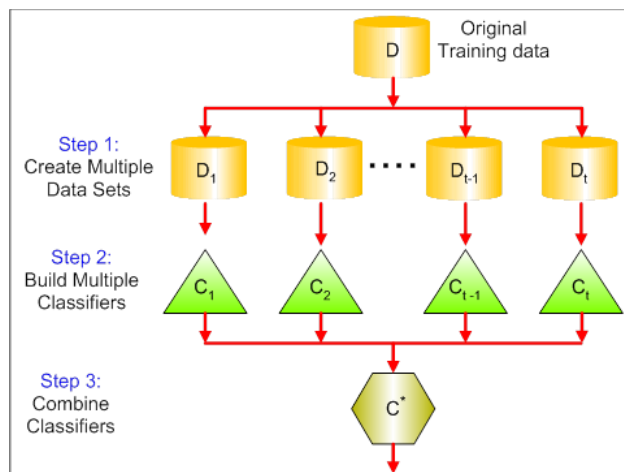 Original
Training data
D
Step 1:
Create Multiple
Data Sets
D1
D2
....
Dt-1
Dt
Step 2:
Build Multiple
Classifiers
C1
C2
Ct -1
Ct
Step 3:
Combine
Classifiers
C*